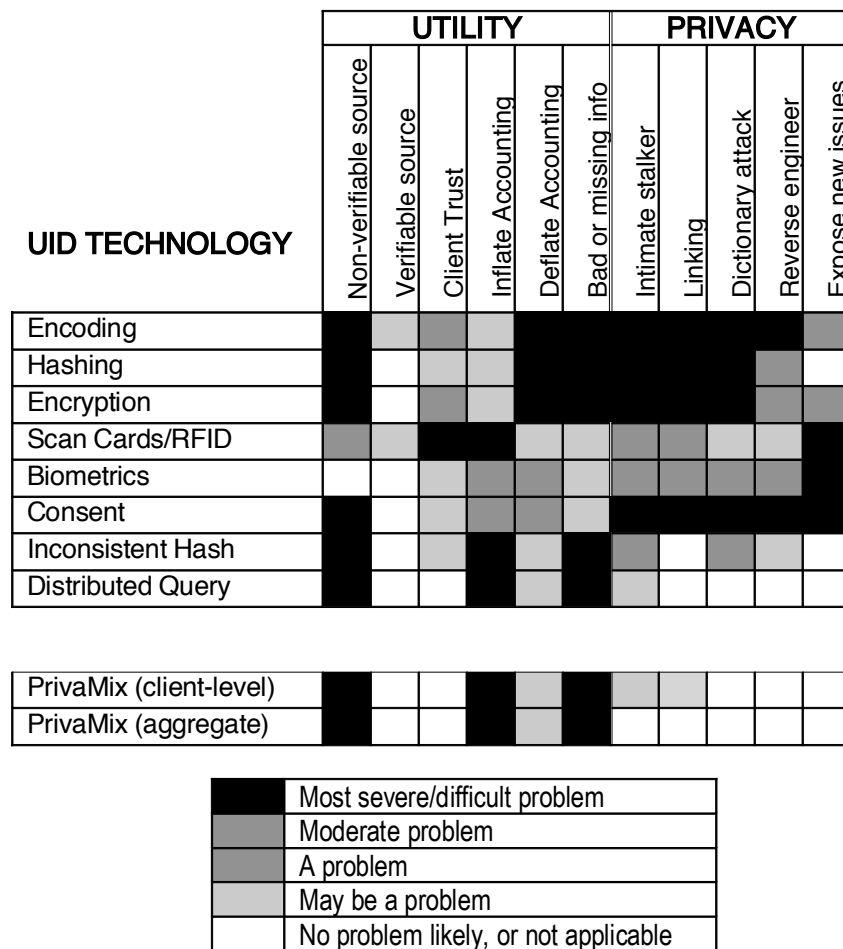 UTILITY PRIVACY
UID TECHNOLOGY
Non-verifiable source
Verifiable source
Client Trust
Inflate Accounting
Deflate Accounting
Bad or missing info
Intimate stalker
Linking
Dictionary attack
Reverse engineer
Expose new issues
Encoding
Hashing
Encryption
Scan Cards/RFID
Biometrics
Consent
Inconsistent Hash
Distributed Query
PrivaMix (client-level)
PrivaMix (aggregate)
Most severe/difficult problem
Moderate problem
A problem
May be a problem
No problem likely, or not applicable